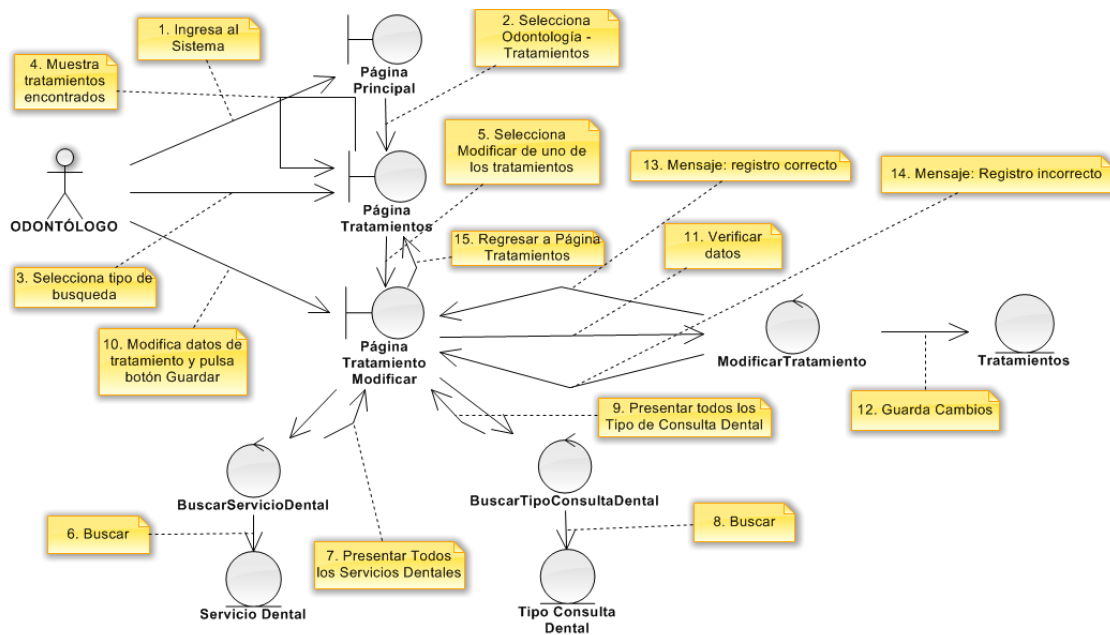 1. Ingresa al
Sistema
2. Selecciona
Odontología -
Tratamientos
4. Muestra
tratamientos
encontrados
Página
Principal
5. Selecciona
Modificar de uno de
los tratamientos
13. Mensaje: registro correcto
14. Mensaje: Registro incorrecto
ODONTÓLOGO
Página
Tratamientos
15. Regresar a Página
Tratamientos
11. Verificar
datos
3. Selecciona tipo de
busqueda
10. Modifica datos de
tratamiento y pulsa
botón Guardar
Página
Tratamiento
Modificar
ModificarTratamiento
Tratamientos
9. Presentar todos los
Tipo de Consulta Dental
12. Guarda Cambios
BuscarServicioDental
BuscarTipoConsultaDental
6. Buscar
8. Buscar
7. Presentar Todos
los Servicios Dentales
Servicio Dental
Tipo Consulta
Dental